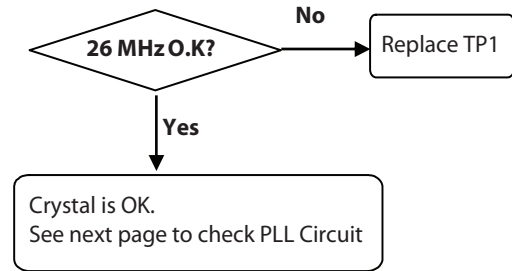 No
26 MHz O.K?
Replace TP1
Yes
Crystal is OK.
See next page to check PLL Circuit